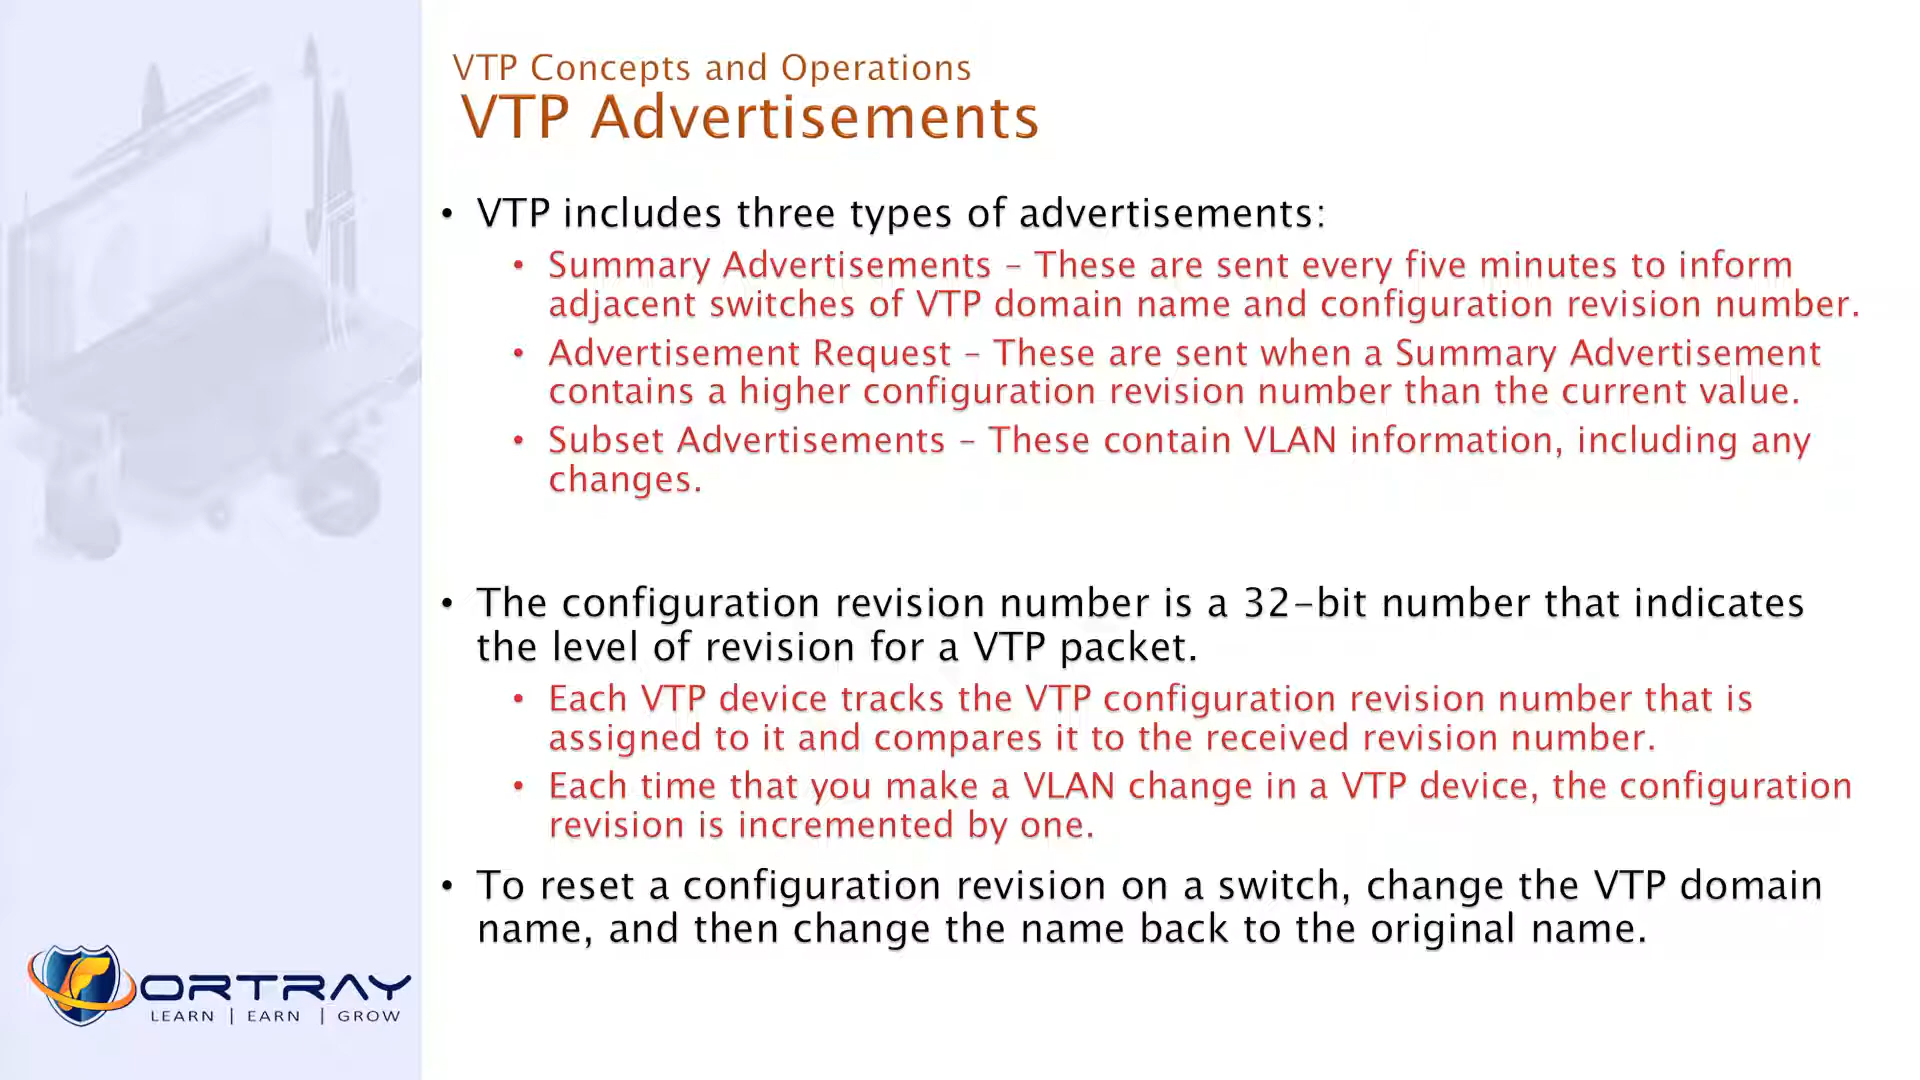 VTP Concepts and Operations
VTP Advertisements
• VTP includes three types of advertisements:
• Summary Advertisements – These are sent every five minutes to inform
adjacent switches of VTP domain name and configuration revision number.
• Advertisement Request – These are sent when a Summary Advertisement
contains a higher configuration revision number than the current value.
• Subset Advertisements – These contain VLAN information, including any
changes.
• The configuration revision number is a 32-bit number that indicates
the level of revision for a VTP packet.
• Each VTP device tracks the VTP configuration revision number that is
assigned to it and compares it to the received revision number.
• Each time that you make a VLAN change in a VTP device, the configuration
revision is incremented by one.
• To reset a configuration revision on a switch, change the VTP domain
name, and then change the name back to the original name.
FORTRAY
LEARN | EARN | GROW